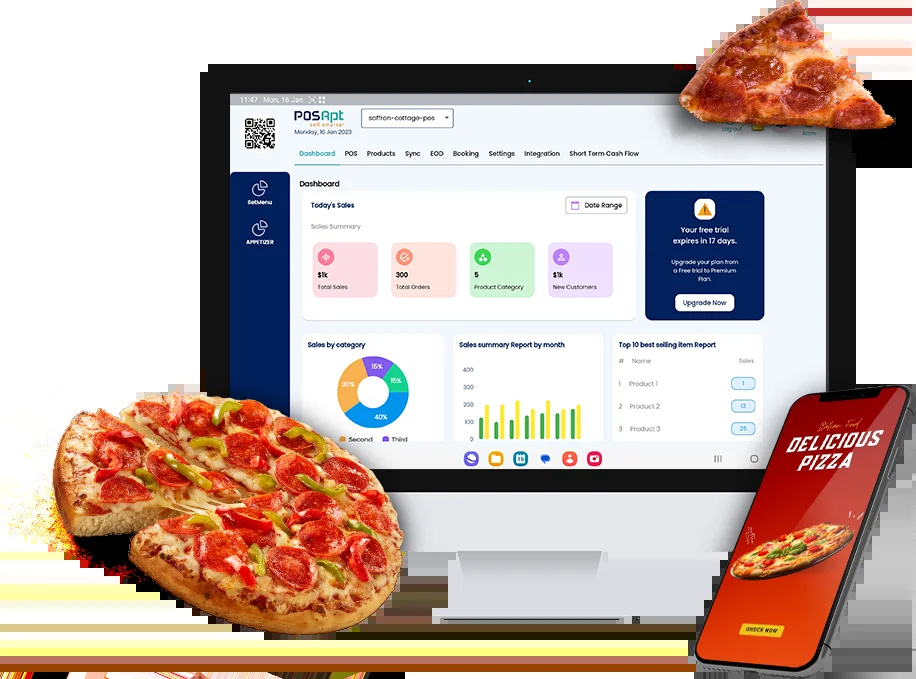 11:47 Mon, 16 Jan
POSApt
sell smarter
Monday, 16 Jan 2023
saffron-cottage-pos
Logout
Dashboard POS Products Sync EOD Booking Settings Integration Short Term Cash Flow
SetMenu
APPETIZER
Dashboard
Today's Sales
Date Range
Sales Summary
$1k
Total Sales
300
Total Orders
5
Product Category
$1k
New Customers
Your free trial
expires in 17 days.
Upgrade your plan from
a Free trial to Premium
Plan.
Upgrade Now
Sales by category
15%
15%
30%
40%
Second Third
Sales summary Report by month
400
300
200
100
0
Top 10 best selling item Report
# Name Sales
1 Product 1 1
2 Product 2 13
3 Product 3 25
15
Italian Food
DELICIOUS
PIZZA
ORDER NOW